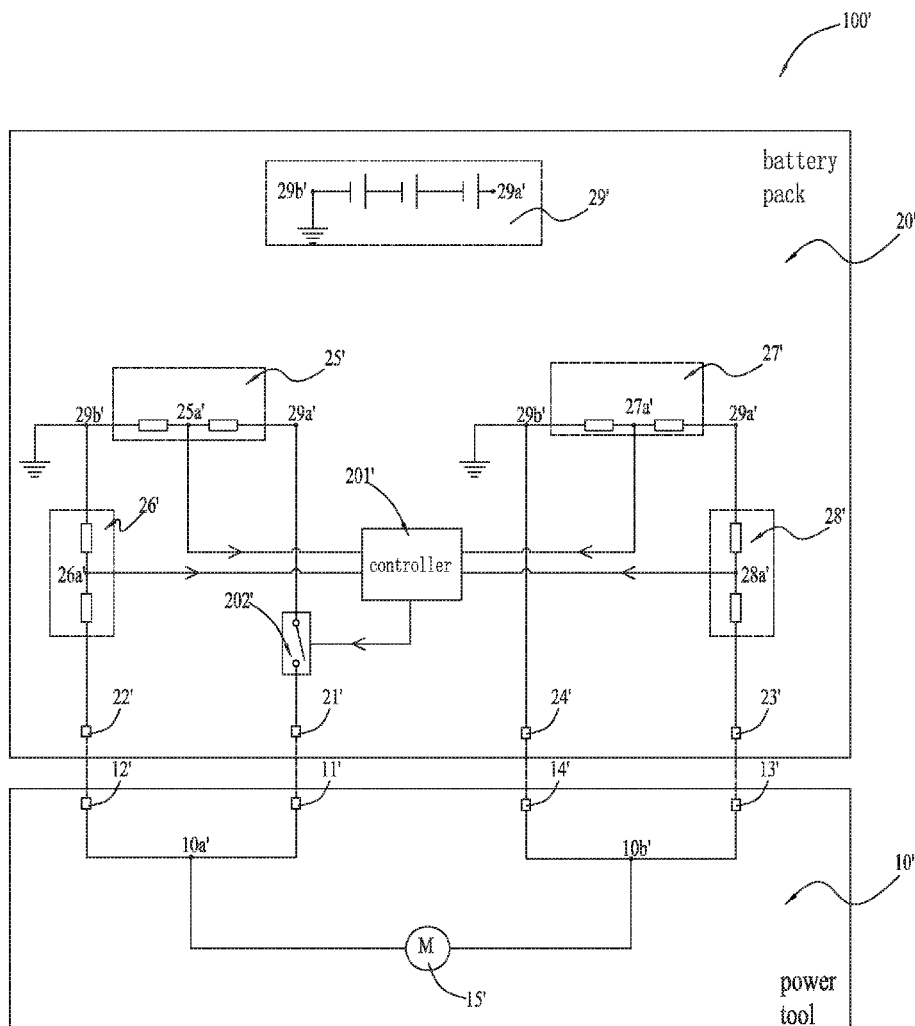 100'
battery
pack
29b'
29a'
29'
20'
25'
27'
29b'
25a'
29a'
29b'
27a'
29a'
201'
26'
28'
controller
26a'
28a'
202'
22'
21'
24'
23'
12'
11'
14'
13'
10a'
10b'
10'
M
15'
power
tool